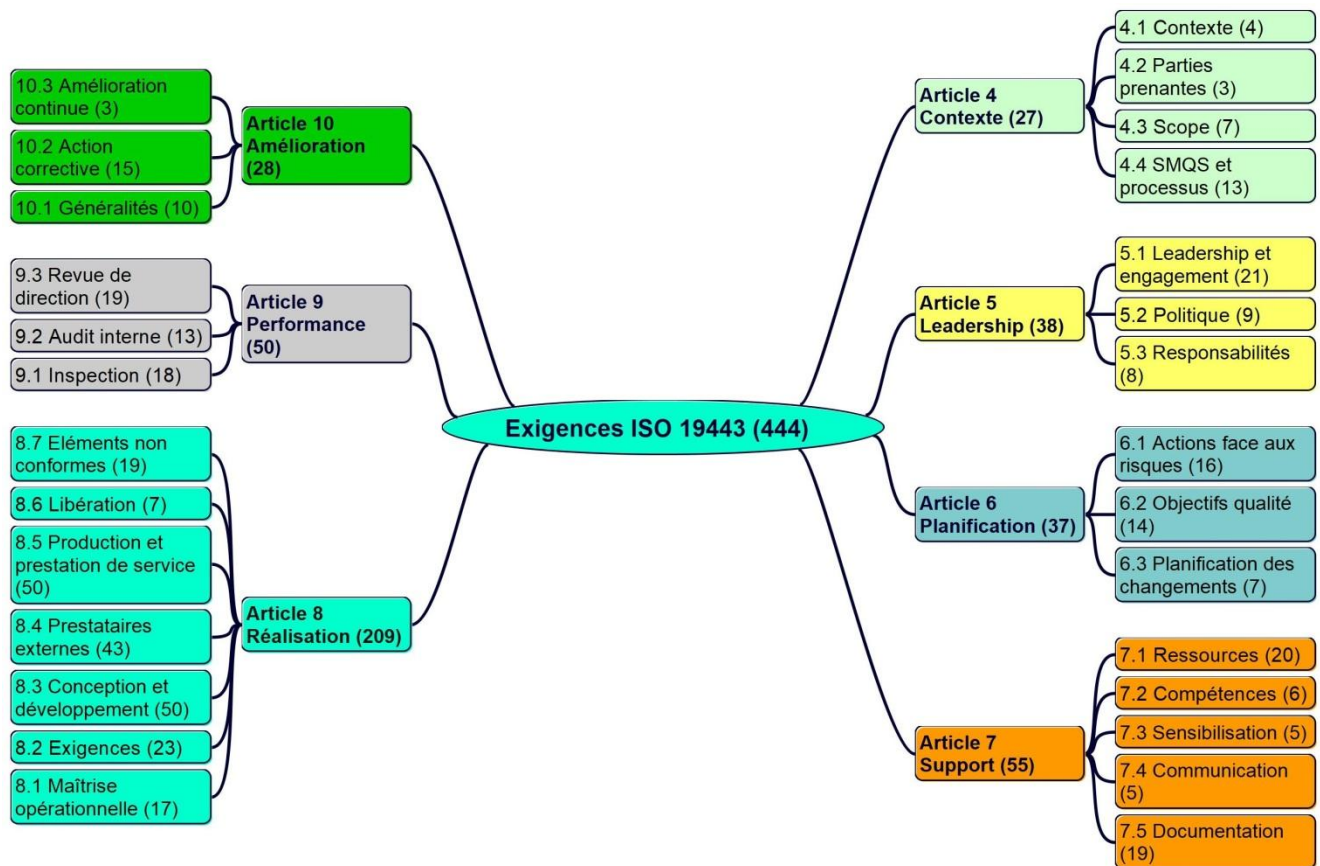 Exigences ISO 19443 (444)
Article 4
Contexte (27)
4.1 Contexte (4)
4.2 Parties
prenantes (3)
4.3 Scope (7)
4.4 SMQS et
processus (13)
Article 5
Leadership (38)
5.1 Leadership et
engagement (21)
5.2 Politique (9)
5.3 Responsabilités
(8)
Article 6
Planification (37)
6.1 Actions face aux
risques (16)
6.2 Objectifs qualité
(14)
6.3 Planification des
changements (7)
Article 7
Support (55)
7.1 Ressources (20)
7.2 Compétences (6)
7.3 Sensibilisation (5)
7.4 Communication
(5)
7.5 Documentation
(19)
Article 8
Réalisation (209)
8.7 Eléments non
conformes (19)
8.6 Libération (7)
8.5 Production et
prestation de service
(50)
8.4 Prestataires
externes (43)
8.3 Conception et
développement (50)
8.2 Exigences (23)
8.1 Maîtrise
opérationnelle (17)
Article 9
Performance
(50)
9.3 Revue de
direction (19)
9.2 Audit interne (13)
9.1 Inspection (18)
Article 10
Amélioration
(28)
10.3 Amélioration
continue (3)
10.2 Action
corrective (15)
10.1 Généralités (10)